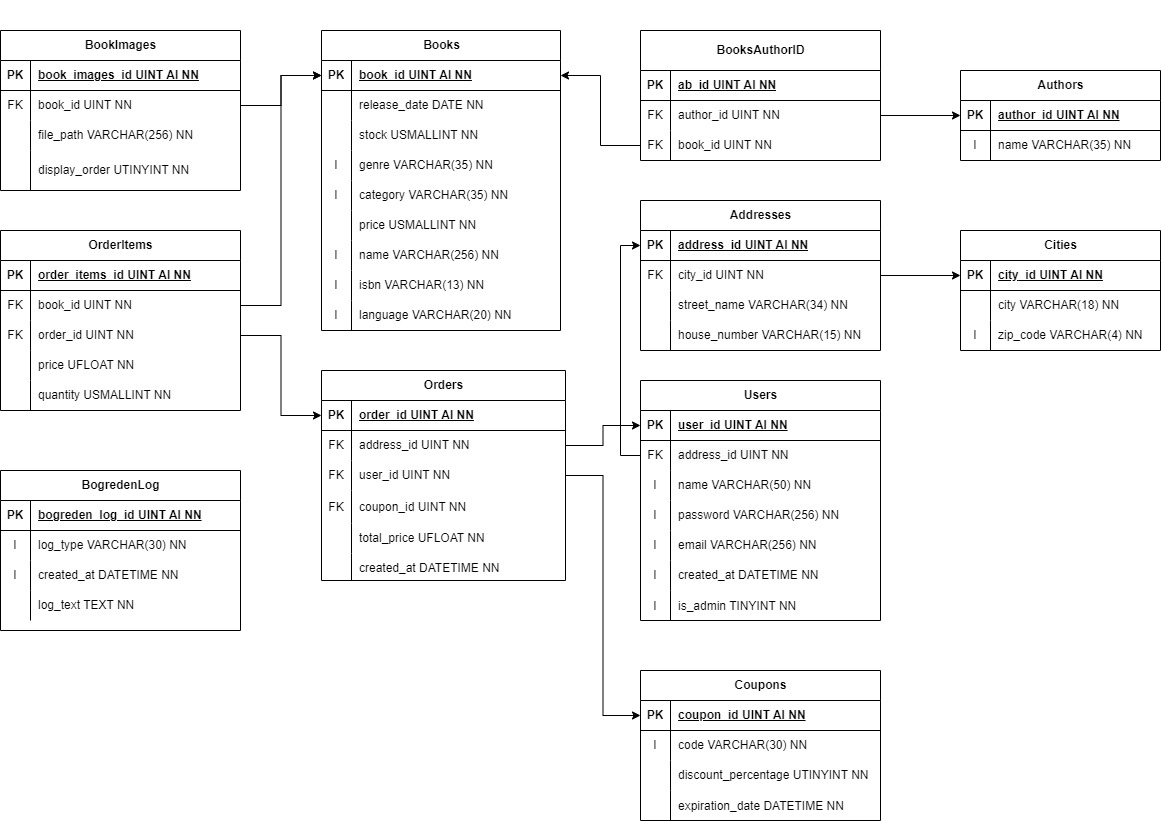 BookImages
PK book_images_id UINT AI NN
FK book_id UINT NN
file_path VARCHAR(256) NN
display_order UTINYINT NN
Books
PK book_id UINT AI NN
release_date DATE NN
stock USMALLINT NN
I genre VARCHAR(35) NN
I category VARCHAR(35) NN
price USMALLINT NN
I name VARCHAR(256) NN
I isbn VARCHAR(13) NN
I language VARCHAR(20) NN
BooksAuthorID
PK ab_id UINT AI NN
FK author_id UINT NN
FK book_id UINT NN
Authors
PK author_id UINT AI NN
I name VARCHAR(35) NN
OrderItems
PK order_items_id UINT AI NN
FK book_id UINT NN
FK order_id UINT NN
price UFLOAT NN
quantity USMALLINT NN
Addresses
PK address_id UINT AI NN
FK city_id UINT NN
street_name VARCHAR(34) NN
house_number VARCHAR(15) NN
Cities
PK city_id UINT AI NN
city VARCHAR(18) NN
I zip_code VARCHAR(4) NN
Orders
PK order_id UINT AI NN
FK address_id UINT NN
FK user_id UINT NN
FK coupon_id UINT NN
total_price UFLOAT NN
created_at DATETIME NN
Users
PK user_id UINT AI NN
FK address_id UINT NN
I name VARCHAR(50) NN
I password VARCHAR(256) NN
I email VARCHAR(256) NN
I created_at DATETIME NN
I is_admin TINYINT NN
BogredenLog
PK bogreden_log_id UINT AI NN
I log_type VARCHAR(30) NN
I created_at DATETIME NN
log_text TEXT NN
Coupons
PK coupon_id UINT AI NN
I code VARCHAR(30) NN
discount_percentage UTINYINT NN
expiration_date DATETIME NN